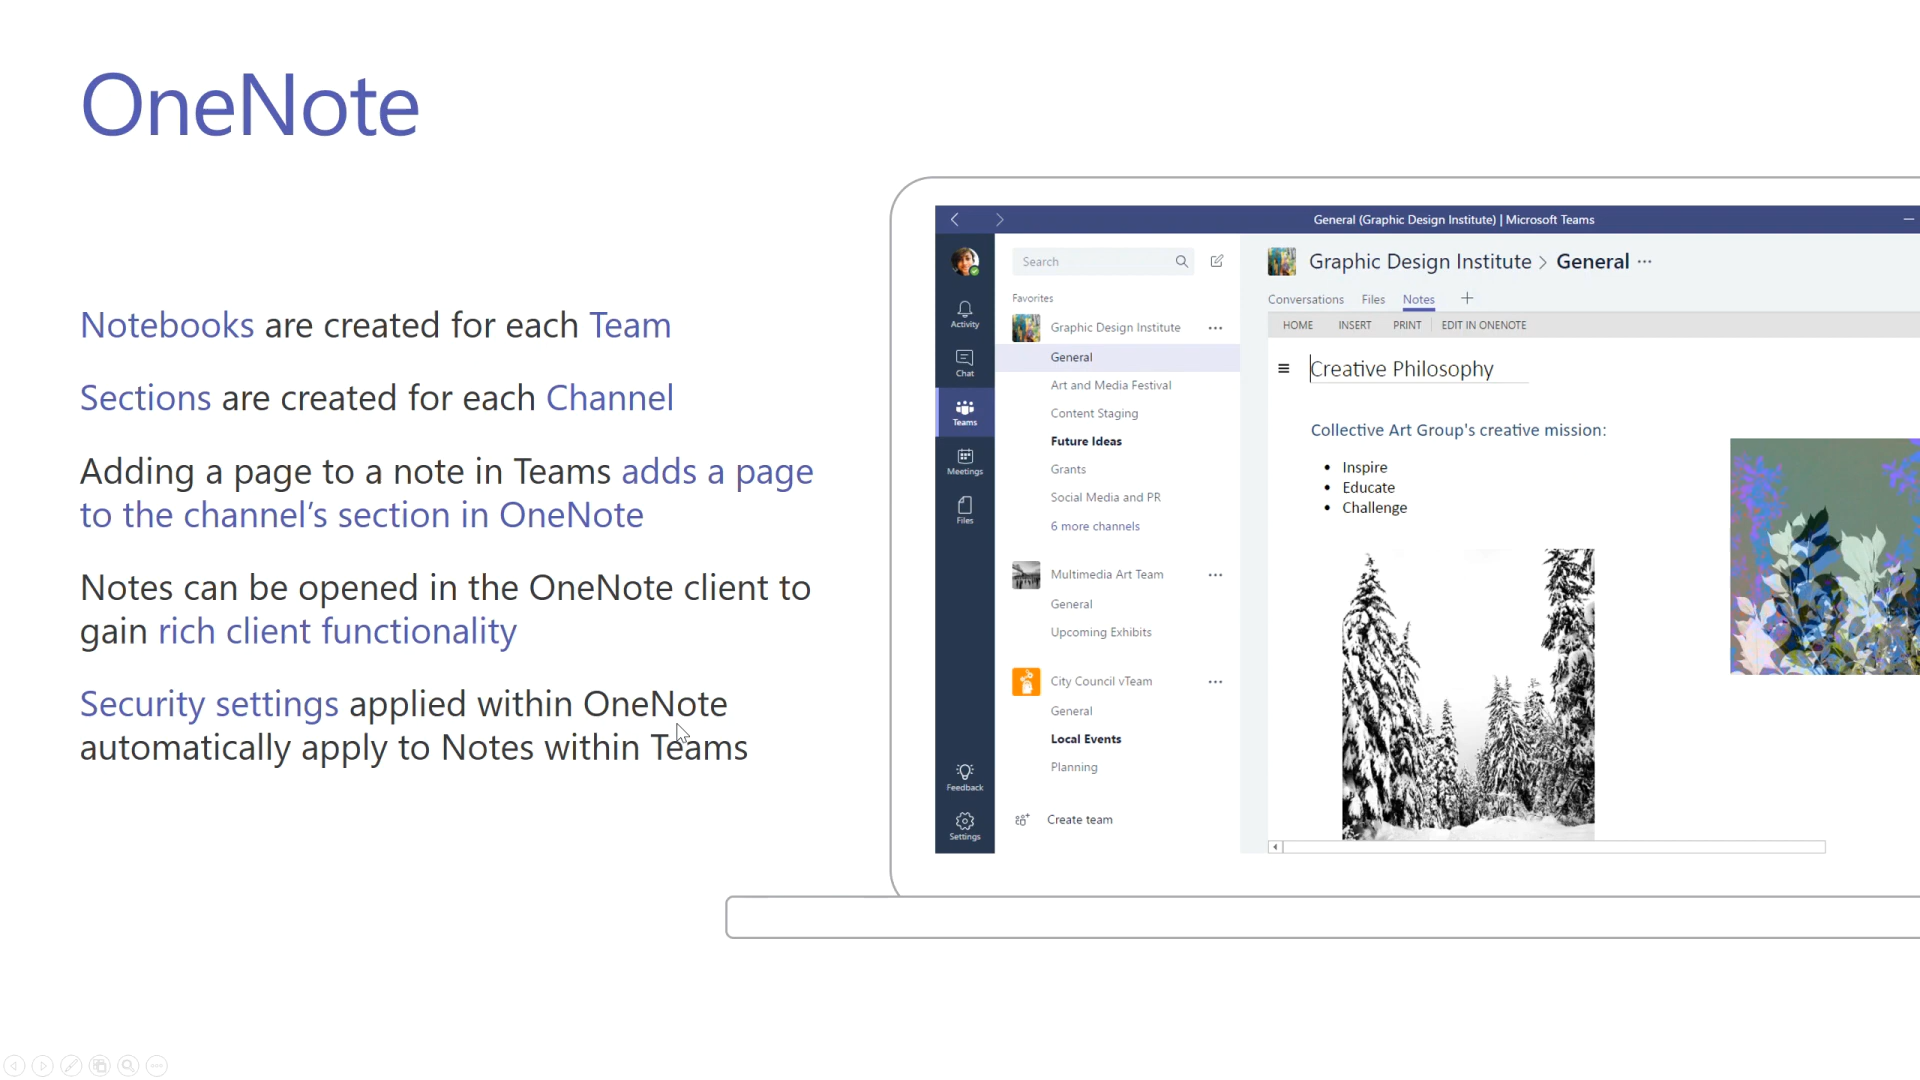 OneNote
Notebooks are created for each Team
Sections are created for each Channel
Adding a page to a note in Teams adds a page
to the channel’s section in OneNote
Notes can be opened in the OneNote client to
gain rich client functionality
Security settings applied within OneNote
automatically apply to Notes within Teams
General (Graphic Design Institute) | Microsoft Teams
Activity
Chat
Teams
Meetings
Files
Feedback
Settings
Search
Favorites
Graphic Design Institute
General
Art and Media Festival
Content Staging
Future Ideas
Grants
Social Media and PR
6 more channels
Multimedia Art Team
General
Upcoming Exhibits
City Council vTeam
General
Local Events
Planning
Create team
Graphic Design Institute > General
Conversations Files Notes
HOME INSERT PRINT EDIT IN ONENOTE
Creative Philosophy
Collective Art Group's creative mission:
• Inspire
• Educate
• Challenge